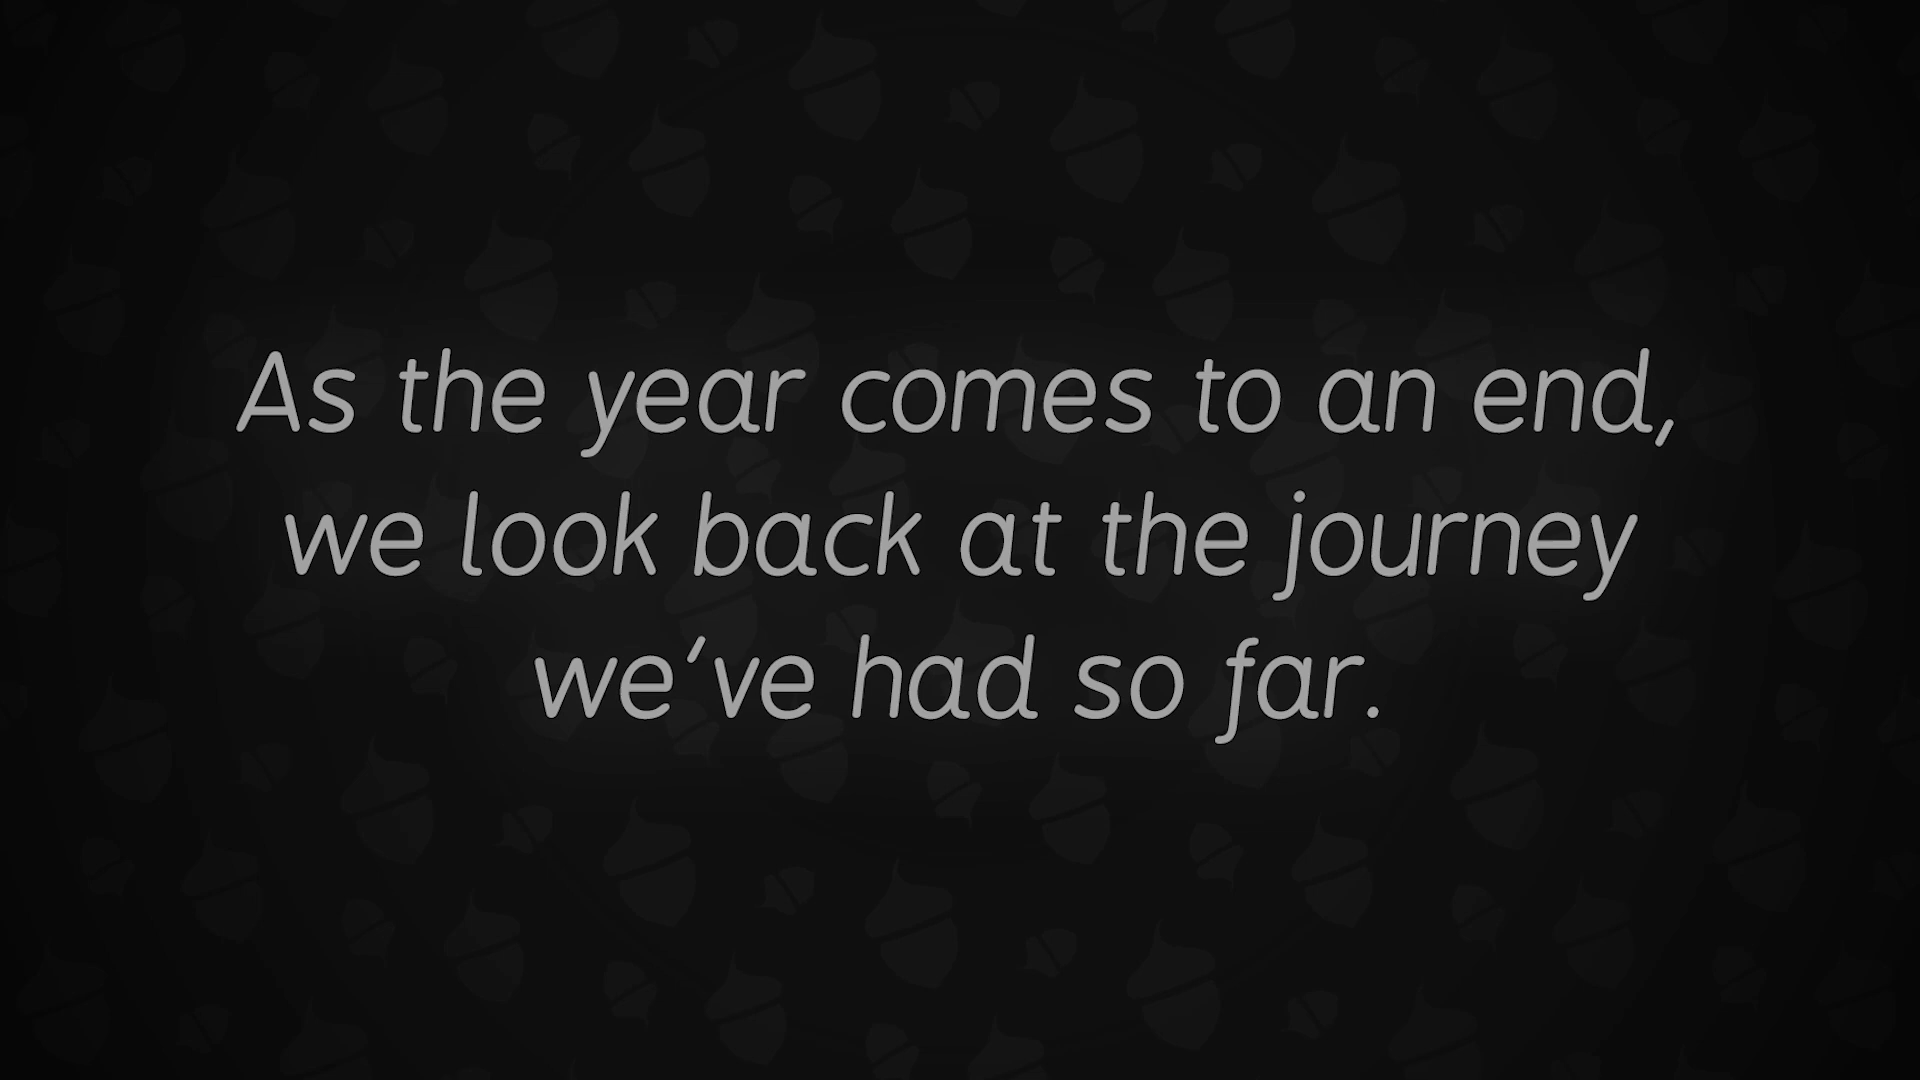 As the year comes to an end,
we look back at the journey
we’ve had so far.